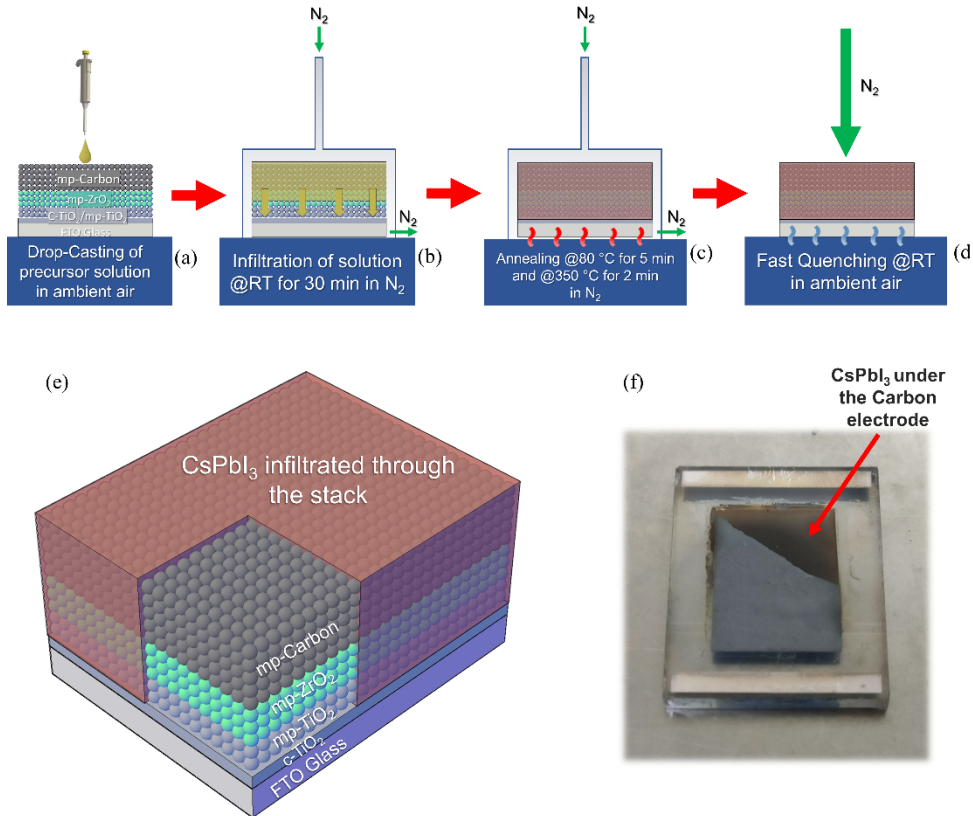 N₂
mp-Carbon
mp-ZrO₂
c-TiO₂/mp-TiO₂
FTO Glass
Drop-Casting of
precursor solution
in ambient air
(a)
N₂
N₂
Infiltration of solution
@RT for 30 min in N₂
(b)
N₂
Annealing @80 °C for 5 min
and @350 °C for 2 min
in N₂
(c)
N₂
Fast Quenching @RT
in ambient air
(d)
(e)
CsPbI₃ infiltrated through
the stack
mp-Carbon
mp-ZrO₂
mp-TiO₂
c-TiO₂
FTO Glass
(f)
CsPbI₃ under
the Carbon
electrode